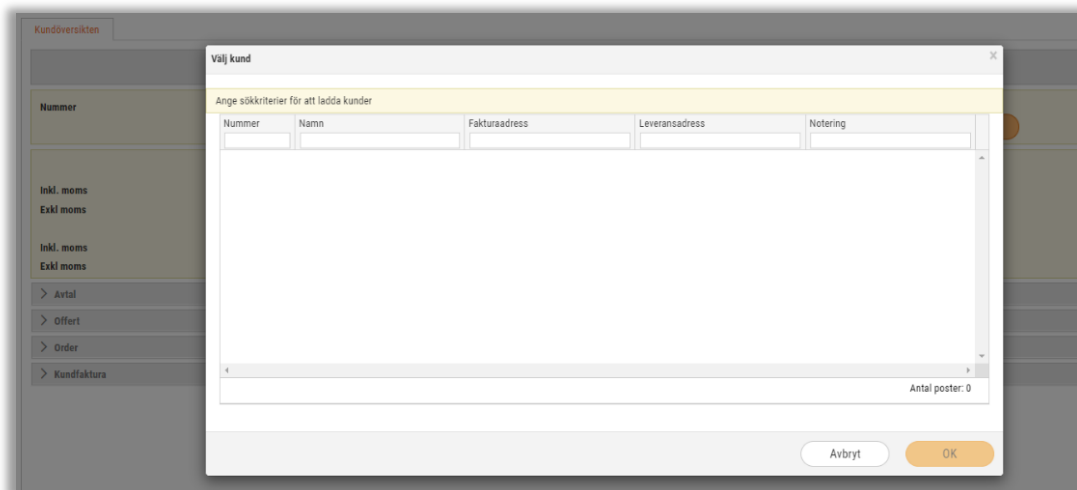 Kundöversikten
Välj kund
x
Ange sökkriterier för att ladda kunder
Nummer
Nummer Namn Fakturaadress Leveransadress Notering
Inkl. moms
Exkl moms
Inkl. moms
Exkl moms
Avtal
Offert
Order
Kundfaktura
Antal poster: 0
Avbryt OK